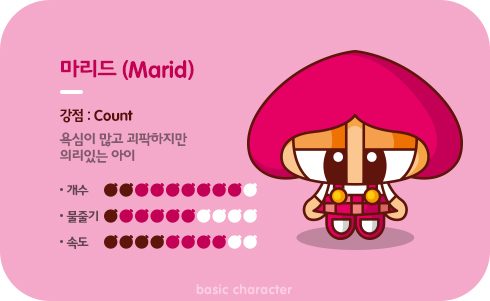 마리드 (Marid)
강점 : Count
욕심이 많고 괴팍하지만
의리있는 아이
• 개수
• 물줄기
• 속도
basic character